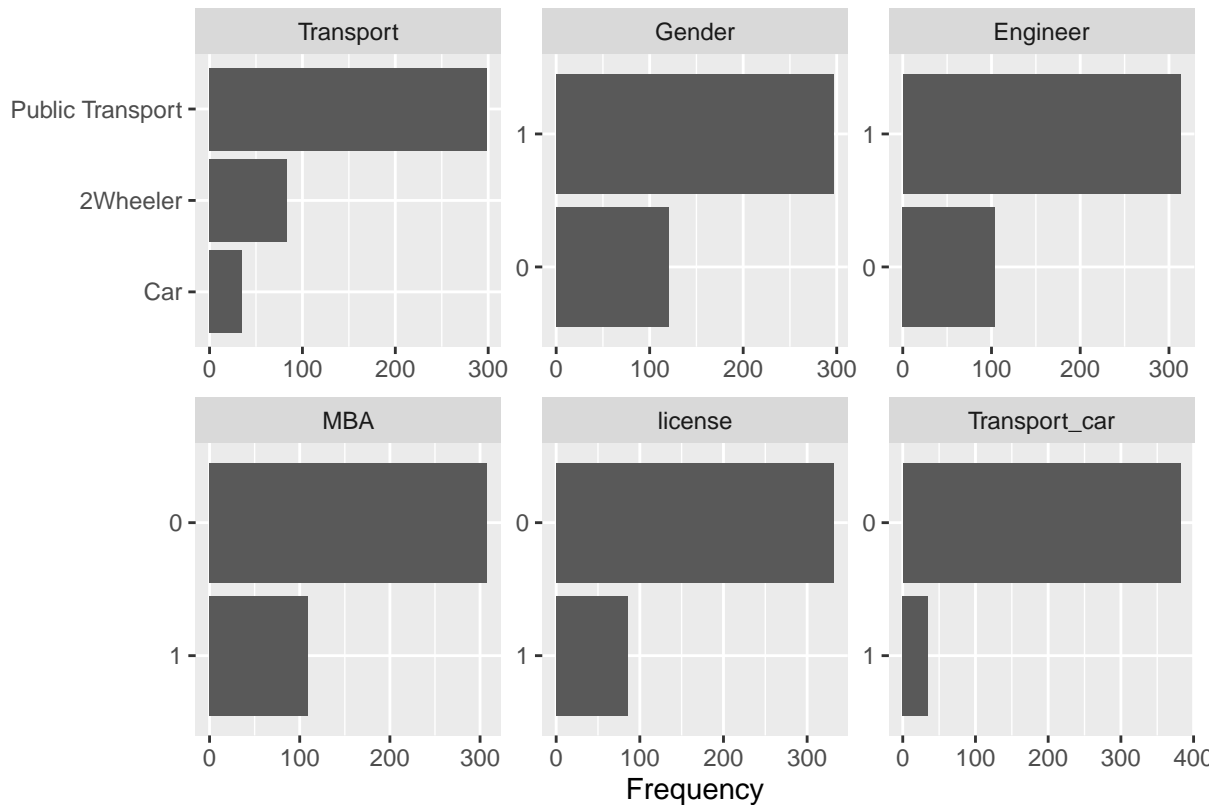 Transport
Gender
Engineer
Public Transport
2Wheeler
Car
0 100 200 300
1
0
0 100 200 300
1
0
0 100 200 300
MBA
license
Transport_car
0
1
0 100 200 300
0
1
0 100 200 300
0
1
0 100 200 300 400
Frequency